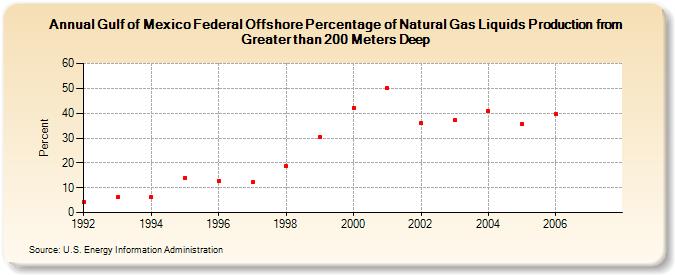 Annual Gulf of Mexico Federal Offshore Percentage of Natural Gas Liquids Production from
Greater than 200 Meters Deep
Percent
60
50
40
30
20
10
0
1992 1994 1996 1998 2000 2002 2004 2006
Source: U.S. Energy Information Administration